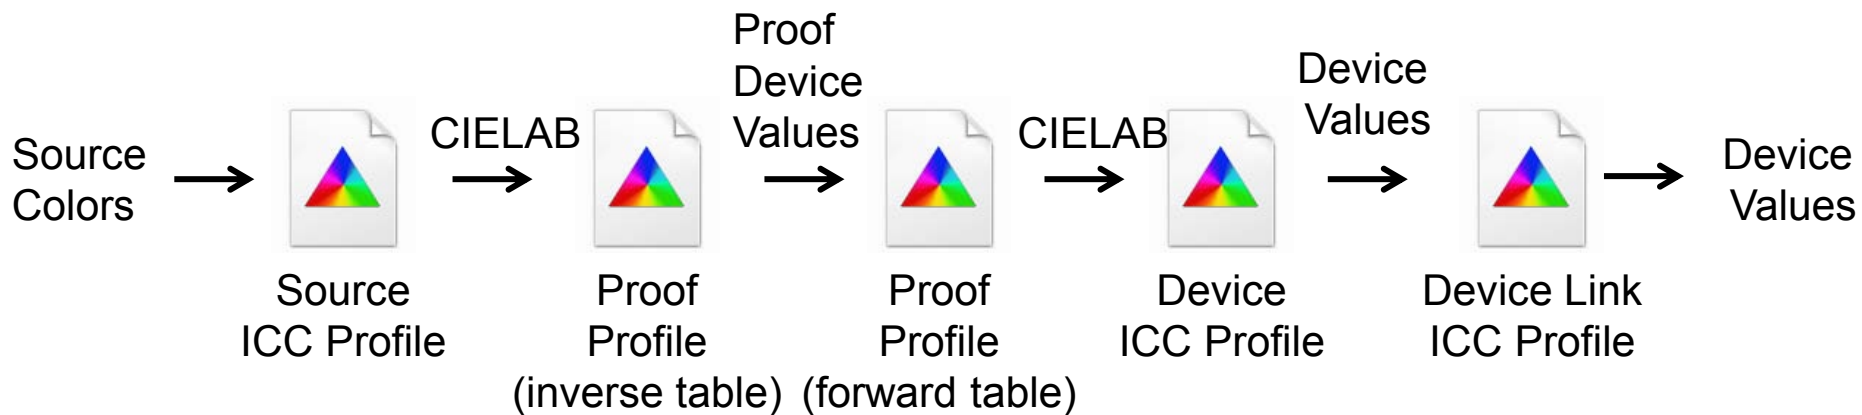 Source
Colors
CIELAB
Proof
Device
Values
CIELAB
Device
Values
Device
Values
Source
ICC Profile
Proof
Profile
(inverse table)
Proof
Profile
(forward table)
Device
ICC Profile
Device Link
ICC Profile